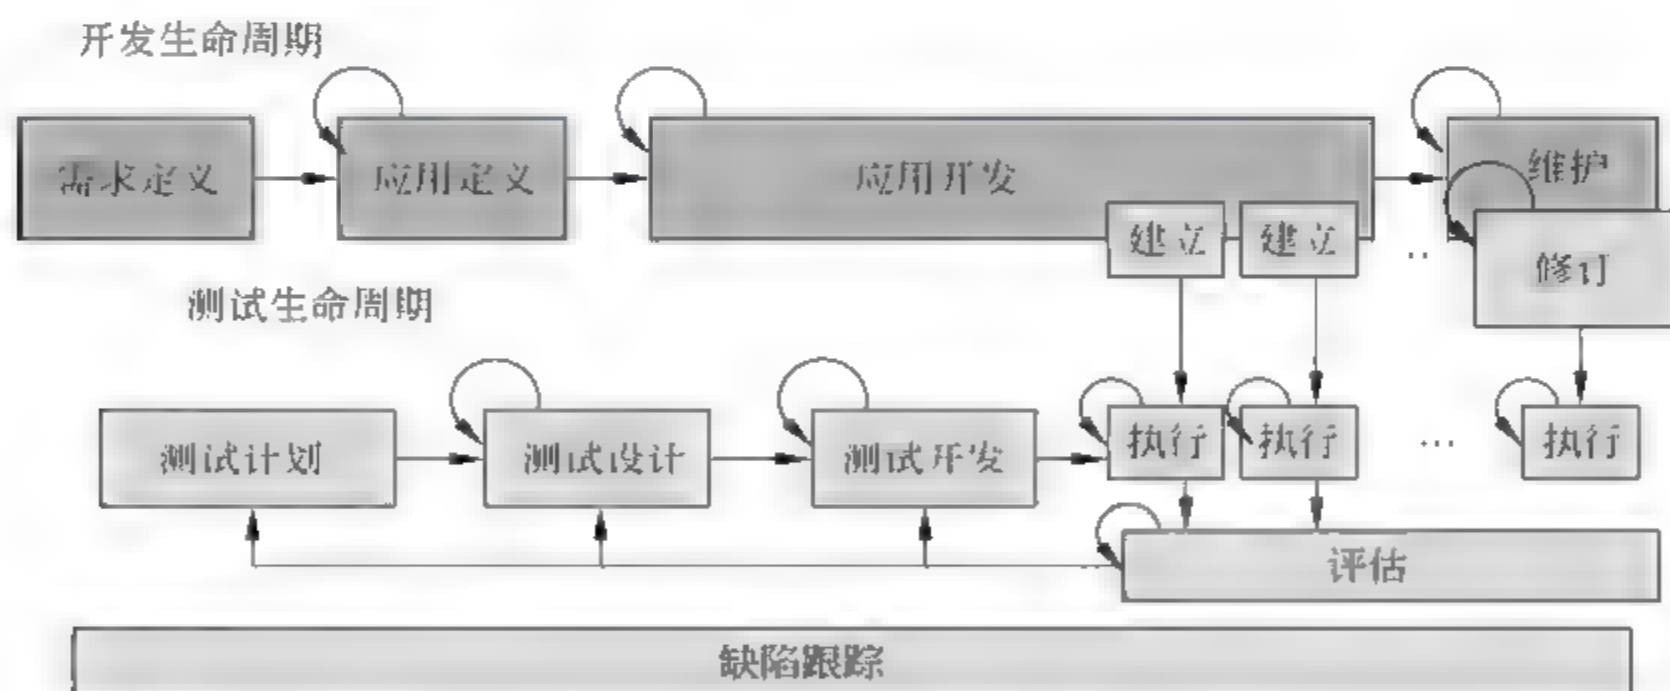 开发生命周期
需求定义
应用定义
应用开发
维护
建立
建立
..
修订
测试生命周期
测试计划
测试设计
测试开发
执行
执行
...
执行
评估
缺陷跟踪